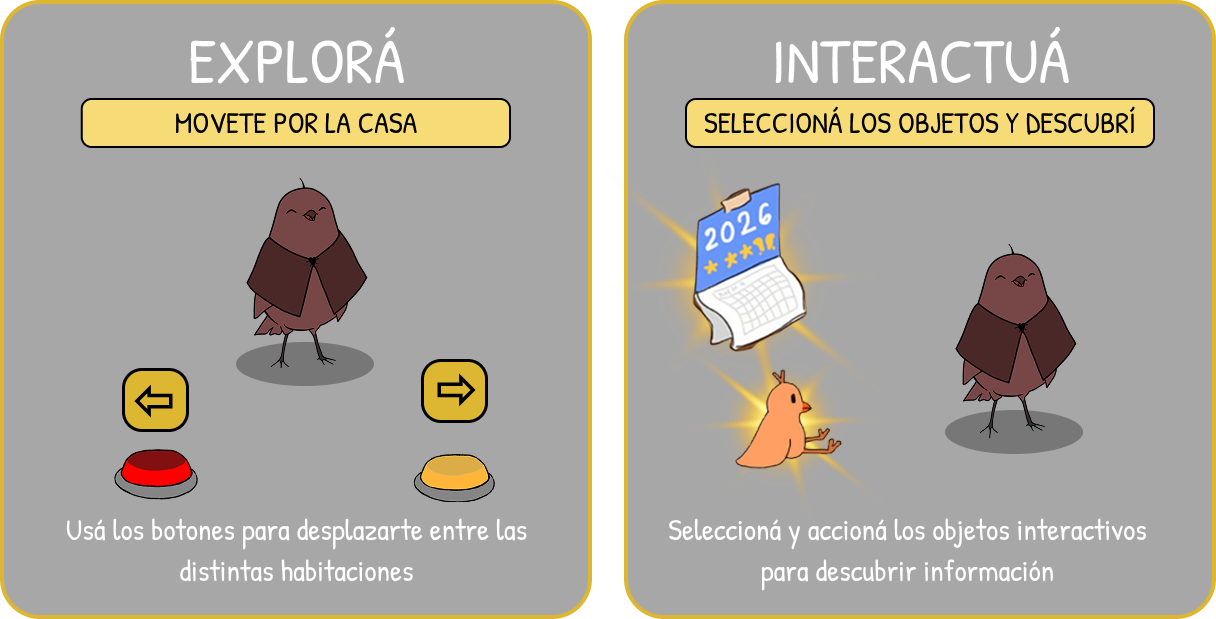 EXPLORÁ
MOVETE POR LA CASA
Usá los botones para desplazarte entre las
distintas habitaciones
INTERACTUÁ
SELECCIONÁ LOS OBJETOS Y DESCUBRÍ
2026
Seleccioná y accioná los objetos interactivos
para descubrir información